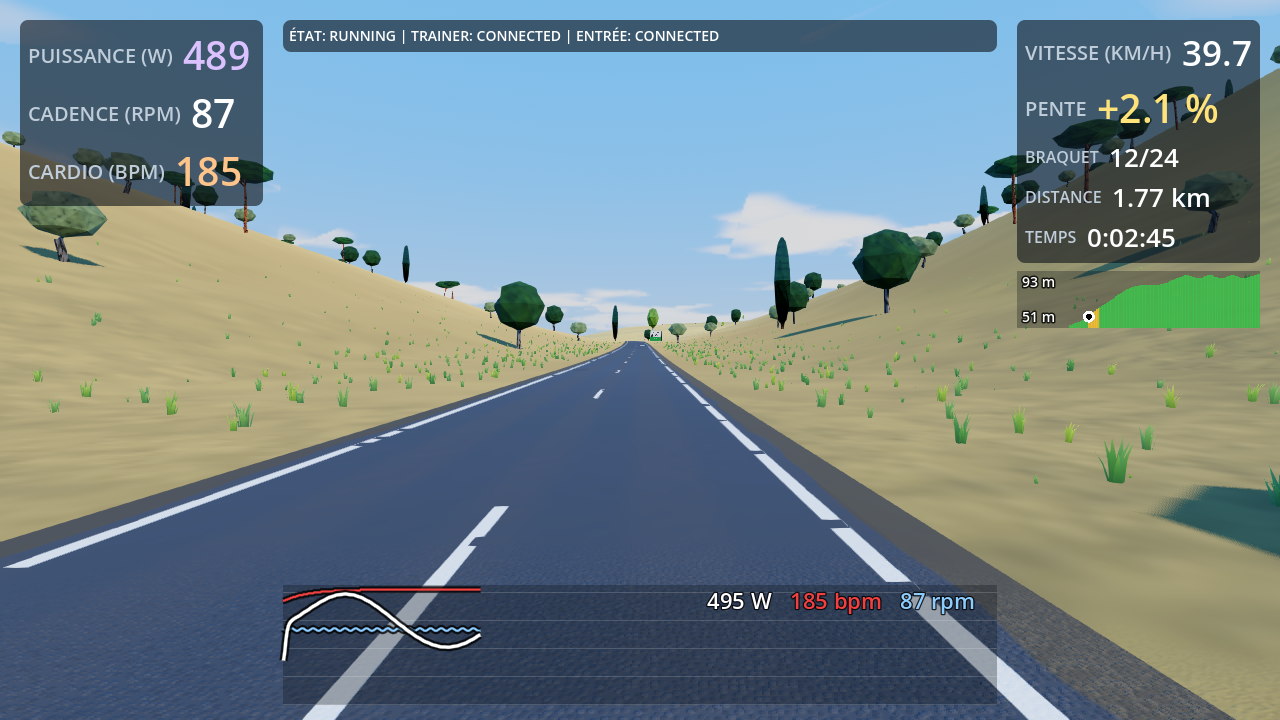 PUISSANCE (W) 489
CADENCE (RPM) 87
CARDIO (BPM) 185
ÉTAT: RUNNING | TRAINER: CONNECTED | ENTRÉE: CONNECTED
VITESSE (KM/H) 39.7
PENTE +2.1 %
BRAQUET 12/24
DISTANCE 1.77 km
TEMPS 0:02:45
93 m
51 m
495 W 185 bpm 87 rpm